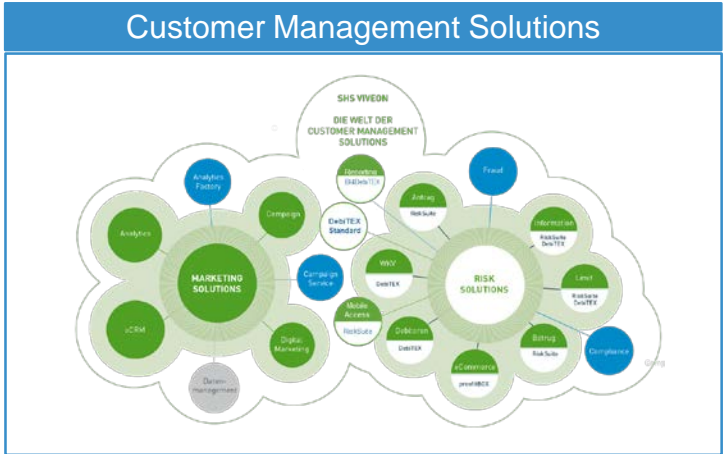 Customer Management Solutions
SHS VIVEON
DIE WELT DER
CUSTOMER MANAGEMENT
SOLUTIONS
Analytics
Factory
Campaign
Analytics
MARKETING
SOLUTIONS
Campaign
Service
eCRM
Digital
Marketing
Daten-
management
Reporting
BI4DebiTEX
DebiTEX
Standard
Antrag
RiskSuite
Fraud
Information
RiskSuite
DebiTEX
WKV
DebiTEX
RISK
SOLUTIONS
Limit
RiskSuite
DebiTEX
Mobile
Access
RiskSuite
Debitoren
DebiTEX
eCommerce
Betrug
RiskSuite
Compliance